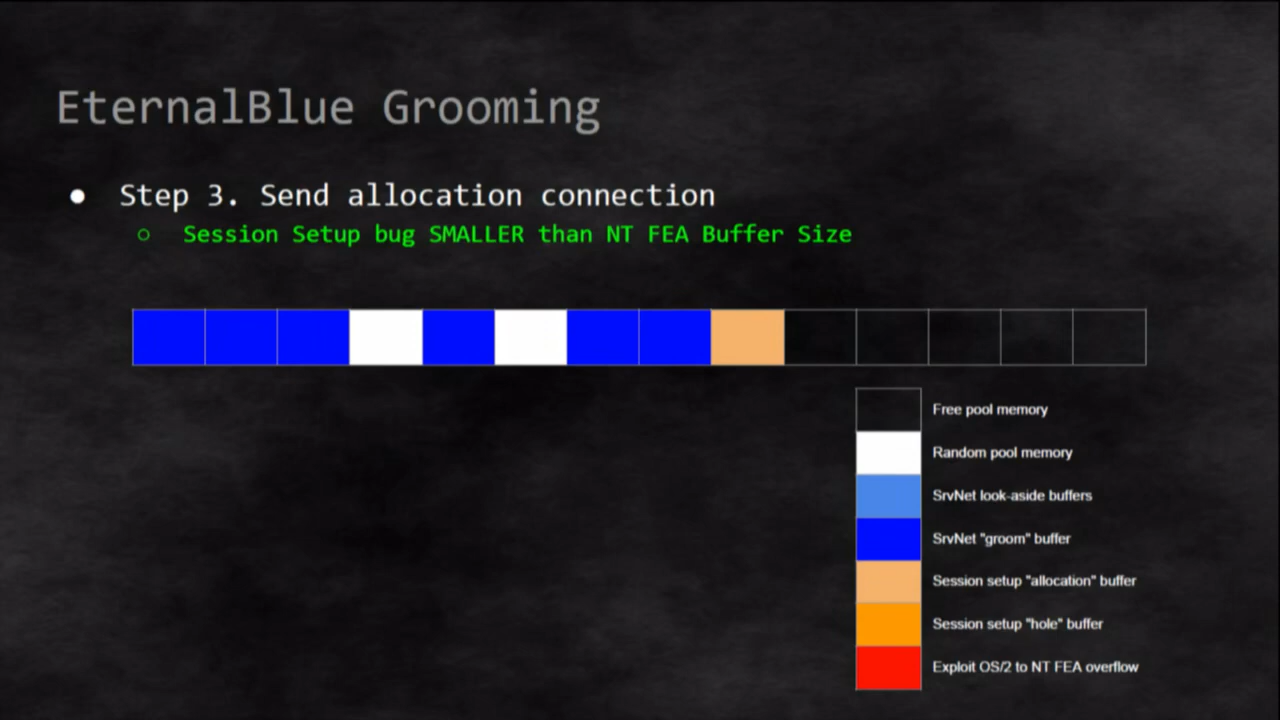 EternalBlue Grooming
● Step 3. Send allocation connection
○ Session Setup bug SMALLER than NT FEA Buffer Size
Free pool memory
Random pool memory
SrvNet look-aside buffers
SrvNet "groom" buffer
Session setup "allocation" buffer
Session setup "hole" buffer
Exploit OS/2 to NT FEA overflow